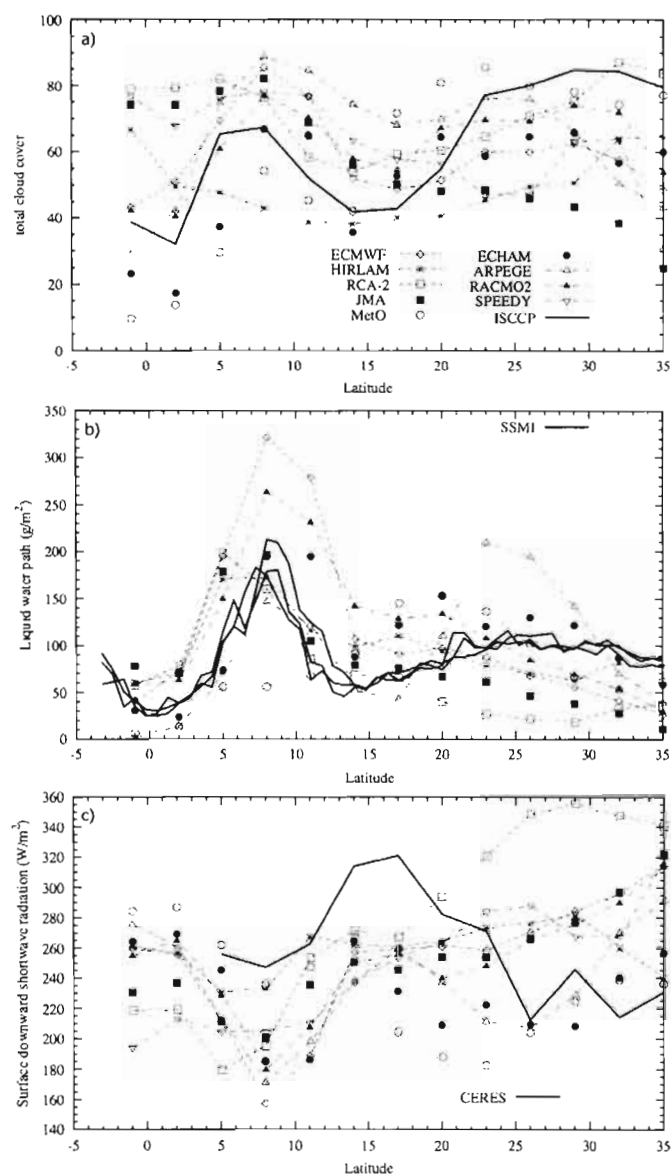 a)
total cloud cover
100
80
60
40
20
0
ECMWF
HIRLAM
RCA-2
JMA
MetO
ECHAM
ARPEGE
RACMO2
SPEEDY
ISCCP
-5 0 5 10 15 20 25 30 35
Latitude
b)
SSMI
Liquid water path (g/m²)
350
300
250
200
150
100
50
0
-5 0 5 10 15 20 25 30 35
Latitude
c)
Surface downward shortwave radiation (W/m²)
360
340
320
300
280
260
240
220
200
180
160
140
CERES
-5 0 5 10 15 20 25 30 35
Latitude